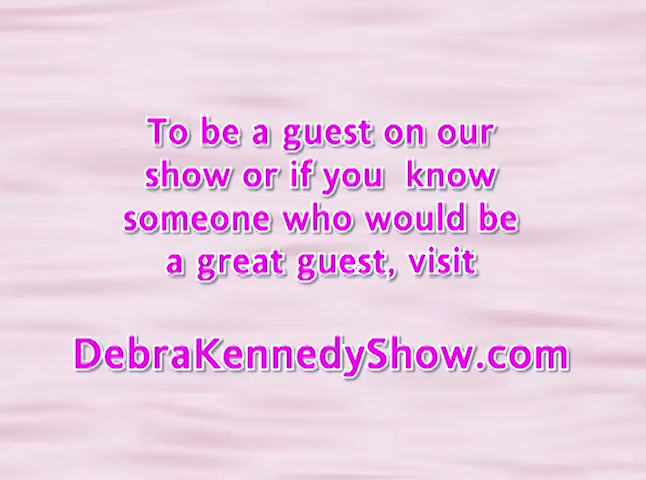 To be a guest on our
show or if you  know
someone who would be
a great guest, visit
DebraKennedyShow.com